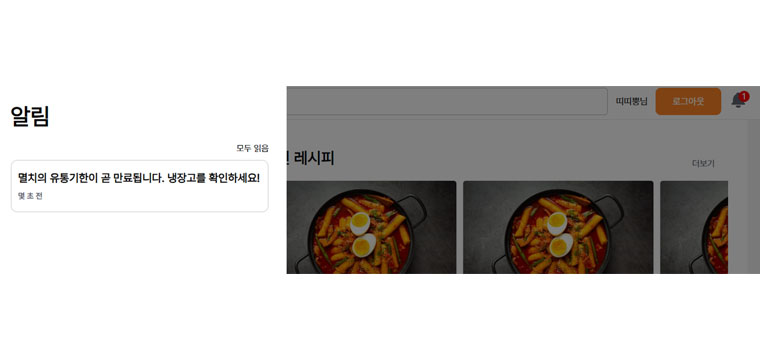 알림
모두 읽음
멸치의 유통기한이 곧 만료됩니다. 냉장고를 확인하세요!
몇 초 전
띠띠뽕님
로그아웃
1
레시피
더보기